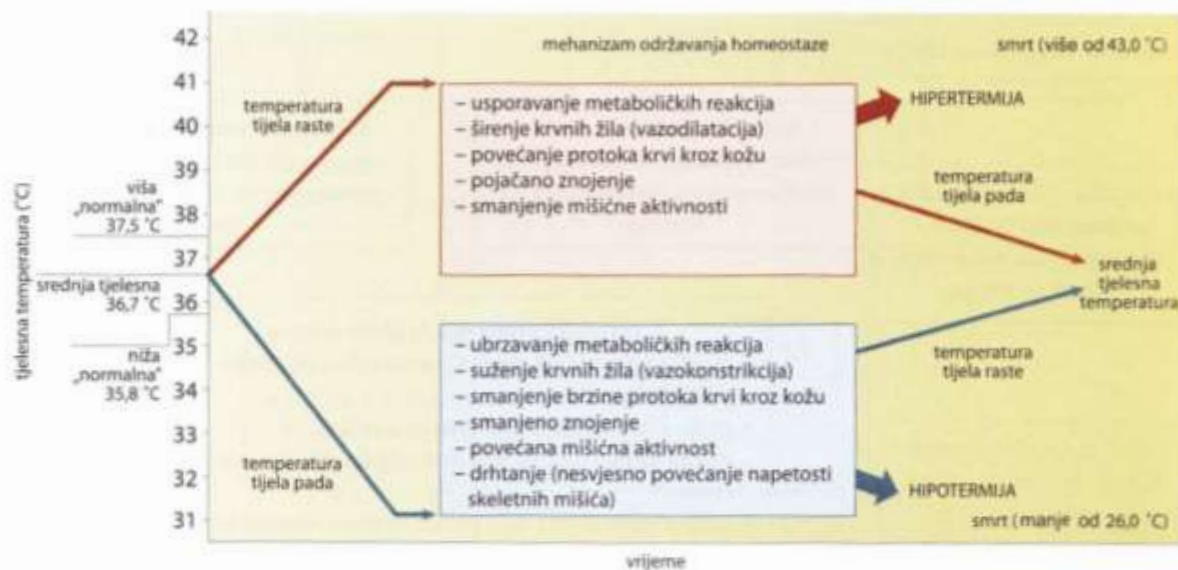 42
41
40
39
38
37
36
35
34
33
32
31
tjelesna temperatura (˚C)
viša
„normalna"
37,5 ˚C
srednja tjelesna
36,7 ˚C
niža
„normalna"
35,8 ˚C
temperatura
tijela raste
temperatura
tijela pada
mehanizam održavanja homeostaze
– usporavanje metaboličkih reakcija
– širenje krvnih žila (vazodilatacija)
– povećanje protoka krvi kroz kožu
– pojačano znojenje
– smanjenje mišićne aktivnosti
– ubrzavanje metaboličkih reakcija
– suženje krvnih žila (vazokonstrikcija)
– smanjenje brzine protoka krvi kroz kožu
– smanjeno znojenje
– povećana mišićna aktivnost
– drhtanje (nesvjesno povećanje napetosti
skeletnih mišića)
smrt (više od 43,0 ˚C)
HIPERTERMIJA
temperatura
tijela pada
srednja
tjelesna
temperatura
temperatura
tijela raste
HIPOTERMIJA
smrt (manje od 26,0 ˚C)
vrijeme